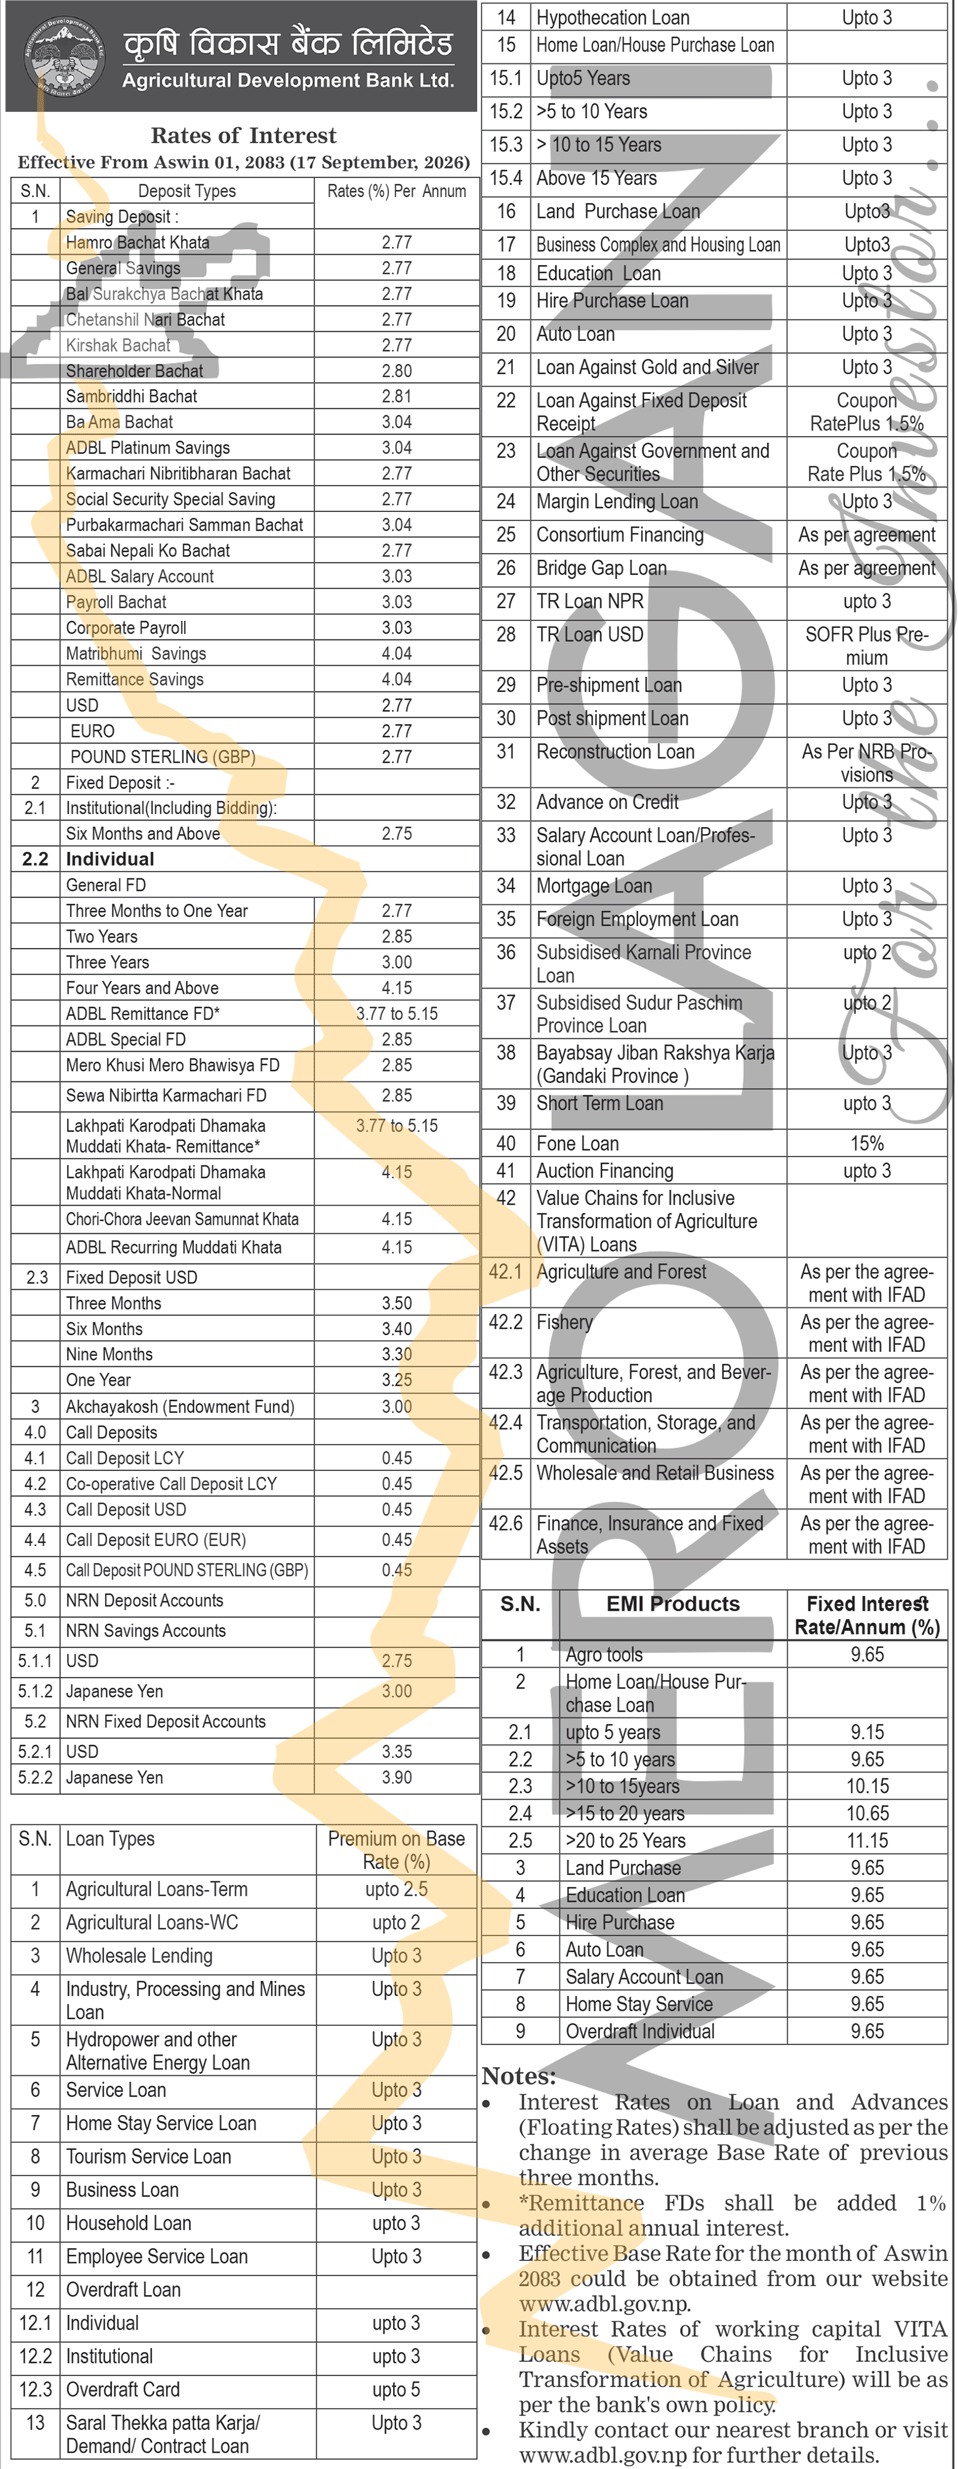 कृषि विकास बैंक लिमिटेड
Agricultural Development Bank Ltd.
Rates of Interest
Effective From Aswin 01, 2083 (17 September, 2026)
S.N. Deposit Types Rates (%) Per Annum
1 Saving Deposit :
Hamro Bachat Khata 2.77
General Savings 2.77
Bal Surakchya Bachat Khata 2.77
Chetanshil Nari Bachat 2.77
Kirshak Bachat 2.77
Shareholder Bachat 2.80
Sambriddhi Bachat 2.81
Ba Ama Bachat 3.04
ADBL Platinum Savings 3.04
Karmachari Nibritibharan Bachat 2.77
Social Security Special Saving 2.77
Purbakarmachari Samman Bachat 3.04
Sabai Nepali Ko Bachat 2.77
ADBL Salary Account 3.03
Payroll Bachat 3.03
Corporate Payroll 3.03
Matribhumi Savings 4.04
Remittance Savings 4.04
USD 2.77
EURO 2.77
POUND STERLING (GBP) 2.77
2 Fixed Deposit :-
2.1 Institutional(Including Bidding):
Six Months and Above 2.75
2.2 Individual
General FD
Three Months to One Year 2.77
Two Years 2.85
Three Years 3.00
Four Years and Above 4.15
ADBL Remittance FD* 3.77 to 5.15
ADBL Special FD 2.85
Mero Khusi Mero Bhawisya FD 2.85
Sewa Nibirtta Karmachari FD 2.85
Lakhpati Karodpati Dhamaka 3.77 to 5.15
Muddati Khata- Remittance*
Lakhpati Karodpati Dhamaka 4.15
Muddati Khata-Normal
Chori-Chora Jeevan Samunnat Khata 4.15
ADBL Recurring Muddati Khata 4.15
2.3 Fixed Deposit USD
Three Months 3.50
Six Months 3.40
Nine Months 3.30
One Year 3.25
3 Akchayakosh (Endowment Fund) 3.00
4.0 Call Deposits
4.1 Call Deposit LCY 0.45
4.2 Co-operative Call Deposit LCY 0.45
4.3 Call Deposit USD 0.45
4.4 Call Deposit EURO (EUR) 0.45
4.5 Call Deposit POUND STERLING (GBP) 0.45
5.0 NRN Deposit Accounts
5.1 NRN Savings Accounts
5.1.1 USD 2.75
5.1.2 Japanese Yen 3.00
5.2 NRN Fixed Deposit Accounts
5.2.1 USD 3.35
5.2.2 Japanese Yen 3.90
S.N. Loan Types Premium on Base
Rate (%)
1 Agricultural Loans-Term upto 2.5
2 Agricultural Loans-WC upto 2
3 Wholesale Lending Upto 3
4 Industry, Processing and Mines Upto 3
Loan
5 Hydropower and other Upto 3
Alternative Energy Loan
6 Service Loan Upto 3
7 Home Stay Service Loan Upto 3
8 Tourism Service Loan Upto 3
9 Business Loan Upto 3
10 Household Loan upto 3
11 Employee Service Loan Upto 3
12 Overdraft Loan
12.1 Individual upto 3
12.2 Institutional upto 3
12.3 Overdraft Card upto 5
13 Saral Thekka patta Karja/ Upto 3
Demand/ Contract Loan
14 Hypothecation Loan Upto 3
15 Home Loan/House Purchase Loan
15.1 Upto5 Years Upto 3
15.2 >5 to 10 Years Upto 3
15.3 > 10 to 15 Years Upto 3
15.4 Above 15 Years Upto 3
16 Land Purchase Loan Upto3
17 Business Complex and Housing Loan Upto3
18 Education Loan Upto 3
19 Hire Purchase Loan Upto 3
20 Auto Loan Upto 3
21 Loan Against Gold and Silver Upto 3
22 Loan Against Fixed Deposit Coupon
Receipt RatePlus 1.5%
23 Loan Against Government and Coupon
Other Securities Rate Plus 1.5%
24 Margin Lending Loan Upto 3
25 Consortium Financing As per agreement
26 Bridge Gap Loan As per agreement
27 TR Loan NPR upto 3
28 TR Loan USD SOFR Plus Pre-
mium
29 Pre-shipment Loan Upto 3
30 Post shipment Loan Upto 3
31 Reconstruction Loan As Per NRB Pro-
visions
32 Advance on Credit Upto 3
33 Salary Account Loan/Profes- Upto 3
sional Loan
34 Mortgage Loan Upto 3
35 Foreign Employment Loan Upto 3
36 Subsidised Karnali Province upto 2
Loan
37 Subsidised Sudur Paschim upto 2
Province Loan
38 Bayabsay Jiban Rakshya Karja Upto 3
(Gandaki Province )
39 Short Term Loan upto 3
40 Fone Loan 15%
41 Auction Financing upto 3
42 Value Chains for Inclusive
Transformation of Agriculture
(VITA) Loans
42.1 Agriculture and Forest As per the agree-
ment with IFAD
42.2 Fishery As per the agree-
ment with IFAD
42.3 Agriculture, Forest, and Bever- As per the agree-
age Production ment with IFAD
42.4 Transportation, Storage, and As per the agree-
Communication ment with IFAD
42.5 Wholesale and Retail Business As per the agree-
ment with IFAD
42.6 Finance, Insurance and Fixed As per the agree-
Assets ment with IFAD
S.N. EMI Products Fixed Interest
Rate/Annum (%)
1 Agro tools 9.65
2 Home Loan/House Pur-
chase Loan
2.1 upto 5 years 9.15
2.2 >5 to 10 years 9.65
2.3 >10 to 15years 10.15
2.4 >15 to 20 years 10.65
2.5 >20 to 25 Years 11.15
3 Land Purchase 9.65
4 Education Loan 9.65
5 Hire Purchase 9.65
6 Auto Loan 9.65
7 Salary Account Loan 9.65
8 Home Stay Service 9.65
9 Overdraft Individual 9.65
Notes:
• Interest Rates on Loan and Advances
(Floating Rates) shall be adjusted as per the
change in average Base Rate of previous
three months.
• *Remittance FDs shall be added 1%
additional annual interest.
• Effective Base Rate for the month of Aswin
2083 could be obtained from our website
www.adbl.gov.np.
• Interest Rates of working capital VITA
Loans (Value Chains for Inclusive
Transformation of Agriculture) will be as
per the bank's own policy.
• Kindly contact our nearest branch or visit
www.adbl.gov.np for further details.
MERO LAGANI
For the Investor...